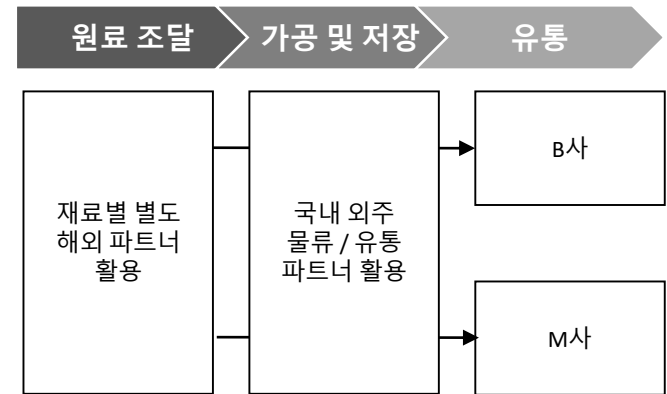 원료 조달
가공 및 저장
유통
재료별 별도
해외 파트너
활용
국내 외주
물류 / 유통
파트너 활용
B사
M사